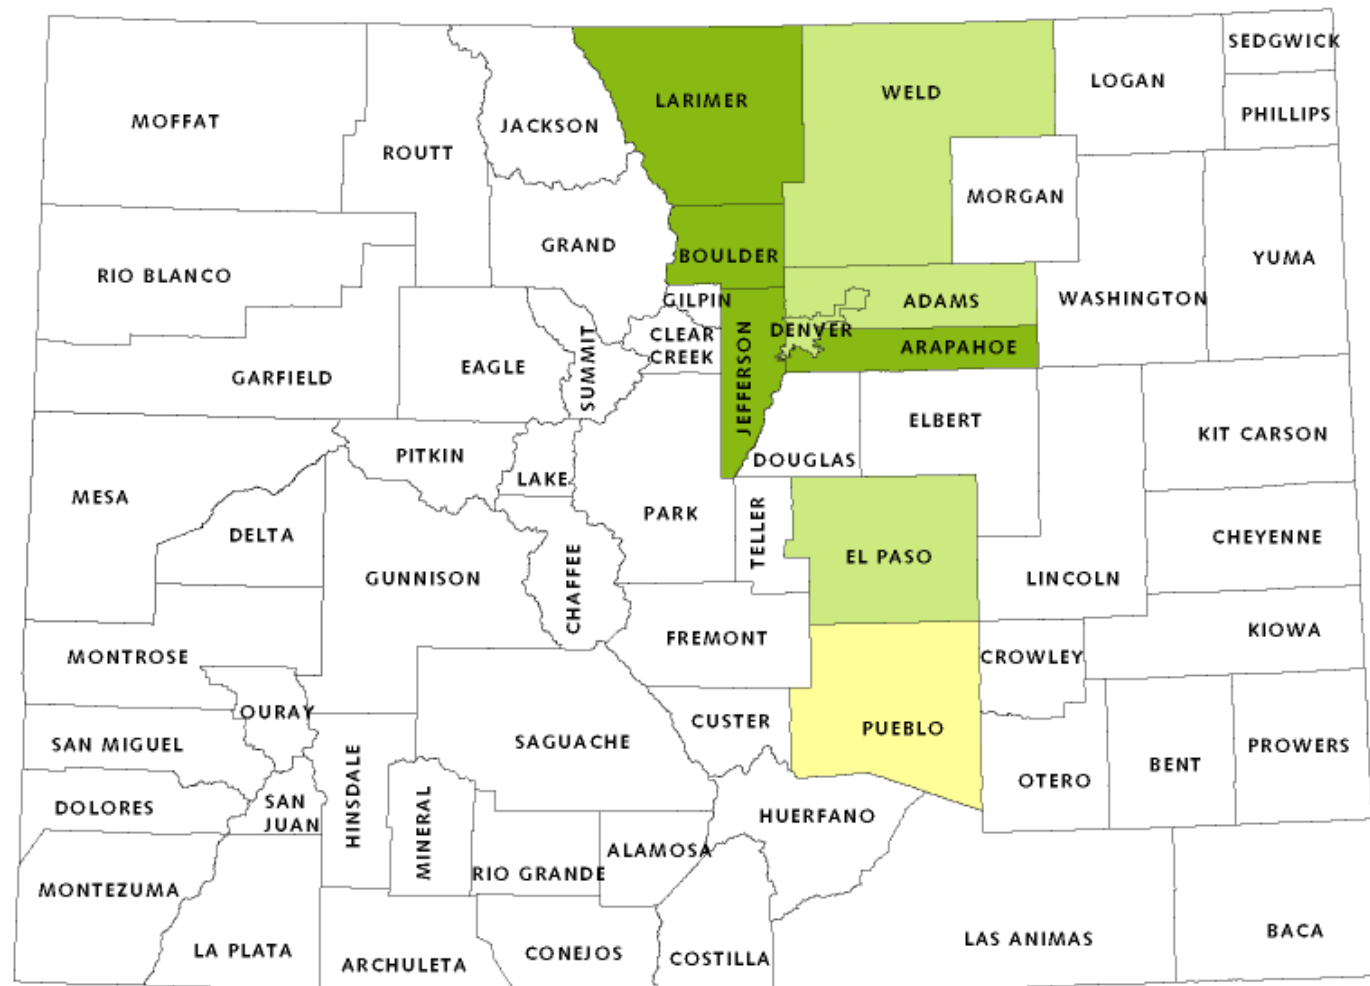 SEDGWICK
LOGAN
WELD
LARIMER
PHILLIPS
MOFFAT
JACKSON
ROUTT
MORGAN
GRAND
BOULDER
YUMA
RIO BLANCO
GILPIN
ADAMS
WASHINGTON
DENVER
CLEAR
CREEK
ARAPAHOE
SUMMIT
EAGLE
JEFFERSON
GARFIELD
ELBERT
KIT CARSON
PITKIN
DOUGLAS
LAKE
MESA
PARK
TELLER
DELTA
CHEYENNE
EL PASO
GUNNISON
LINCOLN
CHAFFEE
KIOWA
FREMONT
MONTROSE
CROWLEY
OURAY
CUSTER
PUEBLO
SAN MIGUEL
SAGUACHE
PROWERS
BENT
OTERO
HINSDALE
DOLORES
SAN
JUAN
MINERAL
HUERFANO
ALAMOSA
RIO GRANDE
MONTEZUMA
BACA
LAS ANIMAS
LA PLATA
CONEJOS
COSTILLA
ARCHULETA